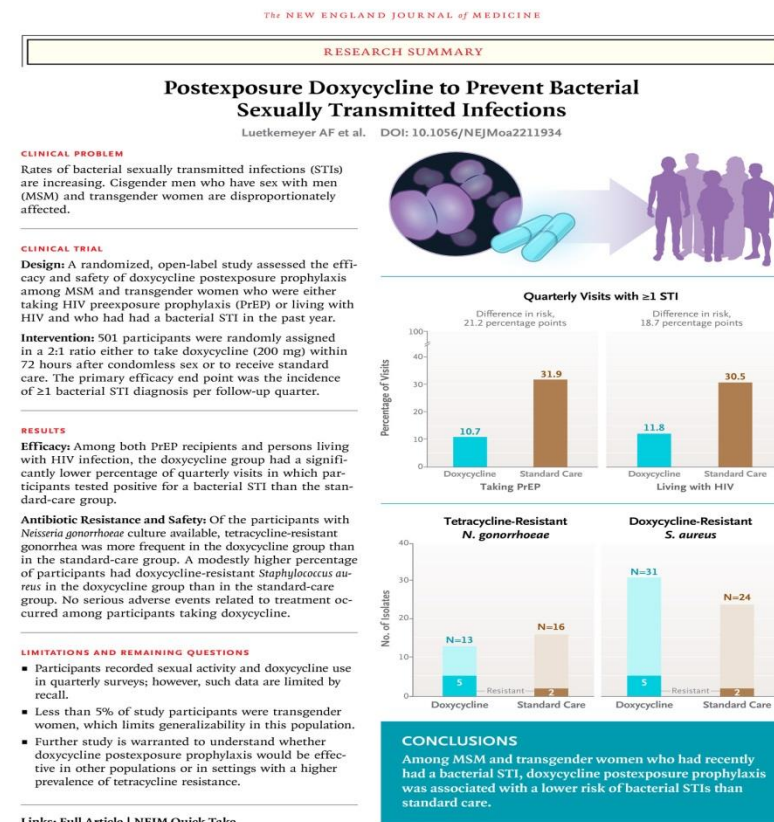 The NEW ENGLAND JOURNAL of MEDICINE
RESEARCH SUMMARY
Postexposure Doxycycline to Prevent Bacterial
Sexually Transmitted Infections
Luetkemeyer AF et al. DOI: 10.1056/NEJMoa2211934
CLINICAL PROBLEM
Rates of bacterial sexually transmitted infections (STIs)
are increasing. Cisgender men who have sex with men
(MSM) and transgender women are disproportionately
affected.
CLINICAL TRIAL
Design: A randomized, open-label study assessed the effi-
cacy and safety of doxycycline postexposure prophylaxis
among MSM and transgender women who were either
taking HIV preexposure prophylaxis (PrEP) or living with
HIV and who had had a bacterial STI in the past year.
Intervention: 501 participants were randomly assigned
in a 2:1 ratio either to take doxycycline (200 mg) within
72 hours after condomless sex or to receive standard
care. The primary efficacy end point was the incidence
of ≥1 bacterial STI diagnosis per follow-up quarter.
RESULTS
Efficacy: Among both PrEP recipients and persons living
with HIV infection, the doxycycline group had a signifi-
cantly lower percentage of quarterly visits in which par-
ticipants tested positive for a bacterial STI than the stan-
dard-care group.
Antibiotic Resistance and Safety: Of the participants with
Neisseria gonorrhoeae culture available, tetracycline-resistant
gonorrhea was more frequent in the doxycycline group than
in the standard-care group. A modestly higher percentage
of participants had doxycycline-resistant Staphylococcus au-
reus in the doxycycline group than in the standard-care
group. No serious adverse events related to treatment oc-
curred among participants taking doxycycline.
LIMITATIONS AND REMAINING QUESTIONS
▪ Participants recorded sexual activity and doxycycline use
in quarterly surveys; however, such data are limited by
recall.
▪ Less than 5% of study participants were transgender
women, which limits generalizability in this population.
▪ Further study is warranted to understand whether
doxycycline postexposure prophylaxis would be effec-
tive in other populations or in settings with a higher
prevalence of tetracycline resistance.
Links: Full Article | NEJM Quick Take
Quarterly Visits with ≥1 STI
Difference in risk,
21.2 percentage points
Difference in risk,
18.7 percentage points
Percentage of Visits
100
40
30
20
10
0
10.7
31.9
11.8
30.5
Doxycycline Standard Care Doxycycline Standard Care
Taking PrEP Living with HIV
Tetracycline-Resistant
N. gonorrhoeae
Doxycycline-Resistant
S. aureus
No. of Isolates
40
30
20
10
0
N=13
N=16
N=31
N=24
5 Resistant 2 5 Resistant 2
Doxycycline Standard Care Doxycycline Standard Care
CONCLUSIONS
Among MSM and transgender women who had recently
had a bacterial STI, doxycycline postexposure prophylaxis
was associated with a lower risk of bacterial STIs than
standard care.